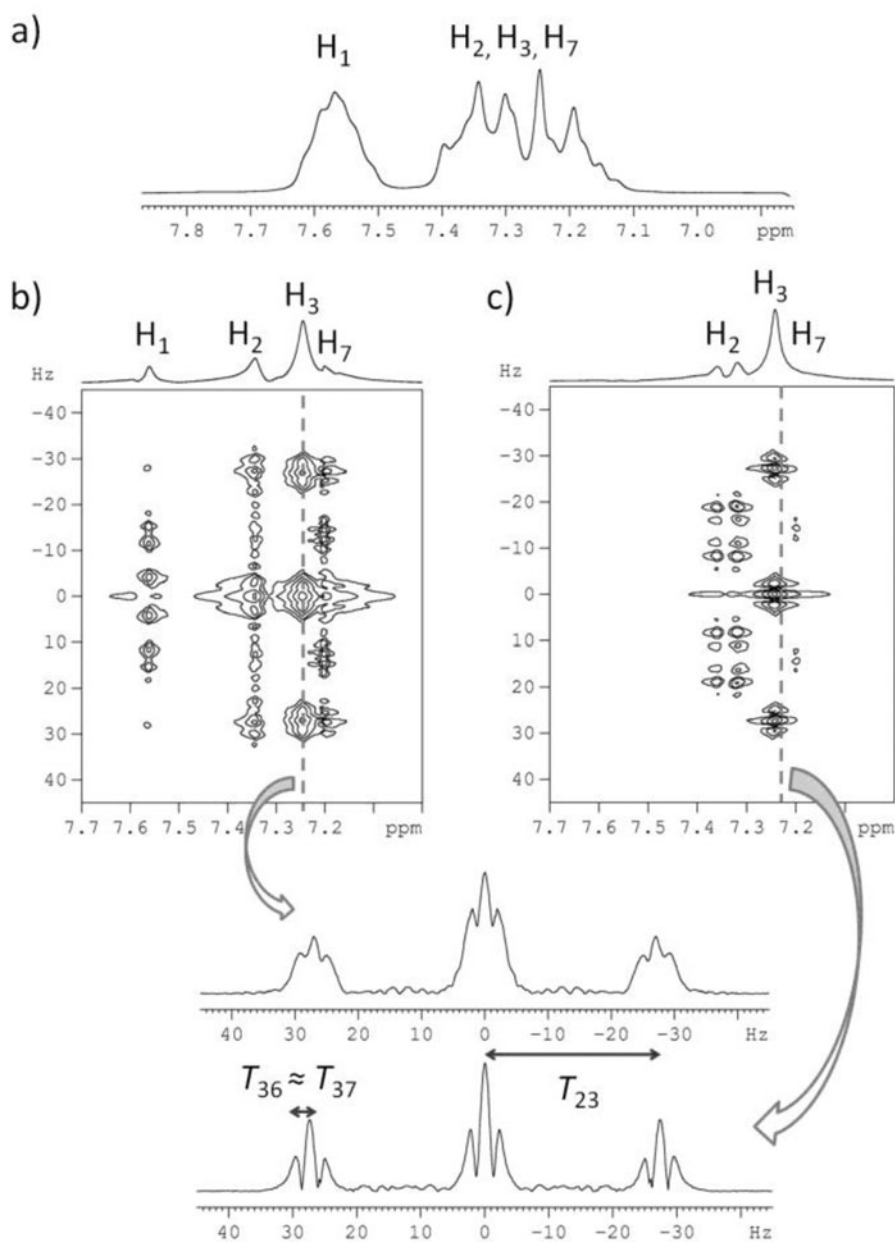 a)
H1
H2, H3, H7
7.8 7.7 7.6 7.5 7.4 7.3 7.2 7.1 7.0 ppm
b)
H1 H2 H3 H7
Hz
-40
-30
-20
-10
0
10
20
30
40
7.7 7.6 7.5 7.4 7.3 7.2 ppm
c)
H2 H3 H7
Hz
-40
-30
-20
-10
0
10
20
30
40
7.7 7.6 7.5 7.4 7.3 7.2 ppm
40 30 20 10 0 -10 -20 -30 Hz
T36 ≈ T37
T23
40 30 20 10 0 -10 -20 -30 Hz